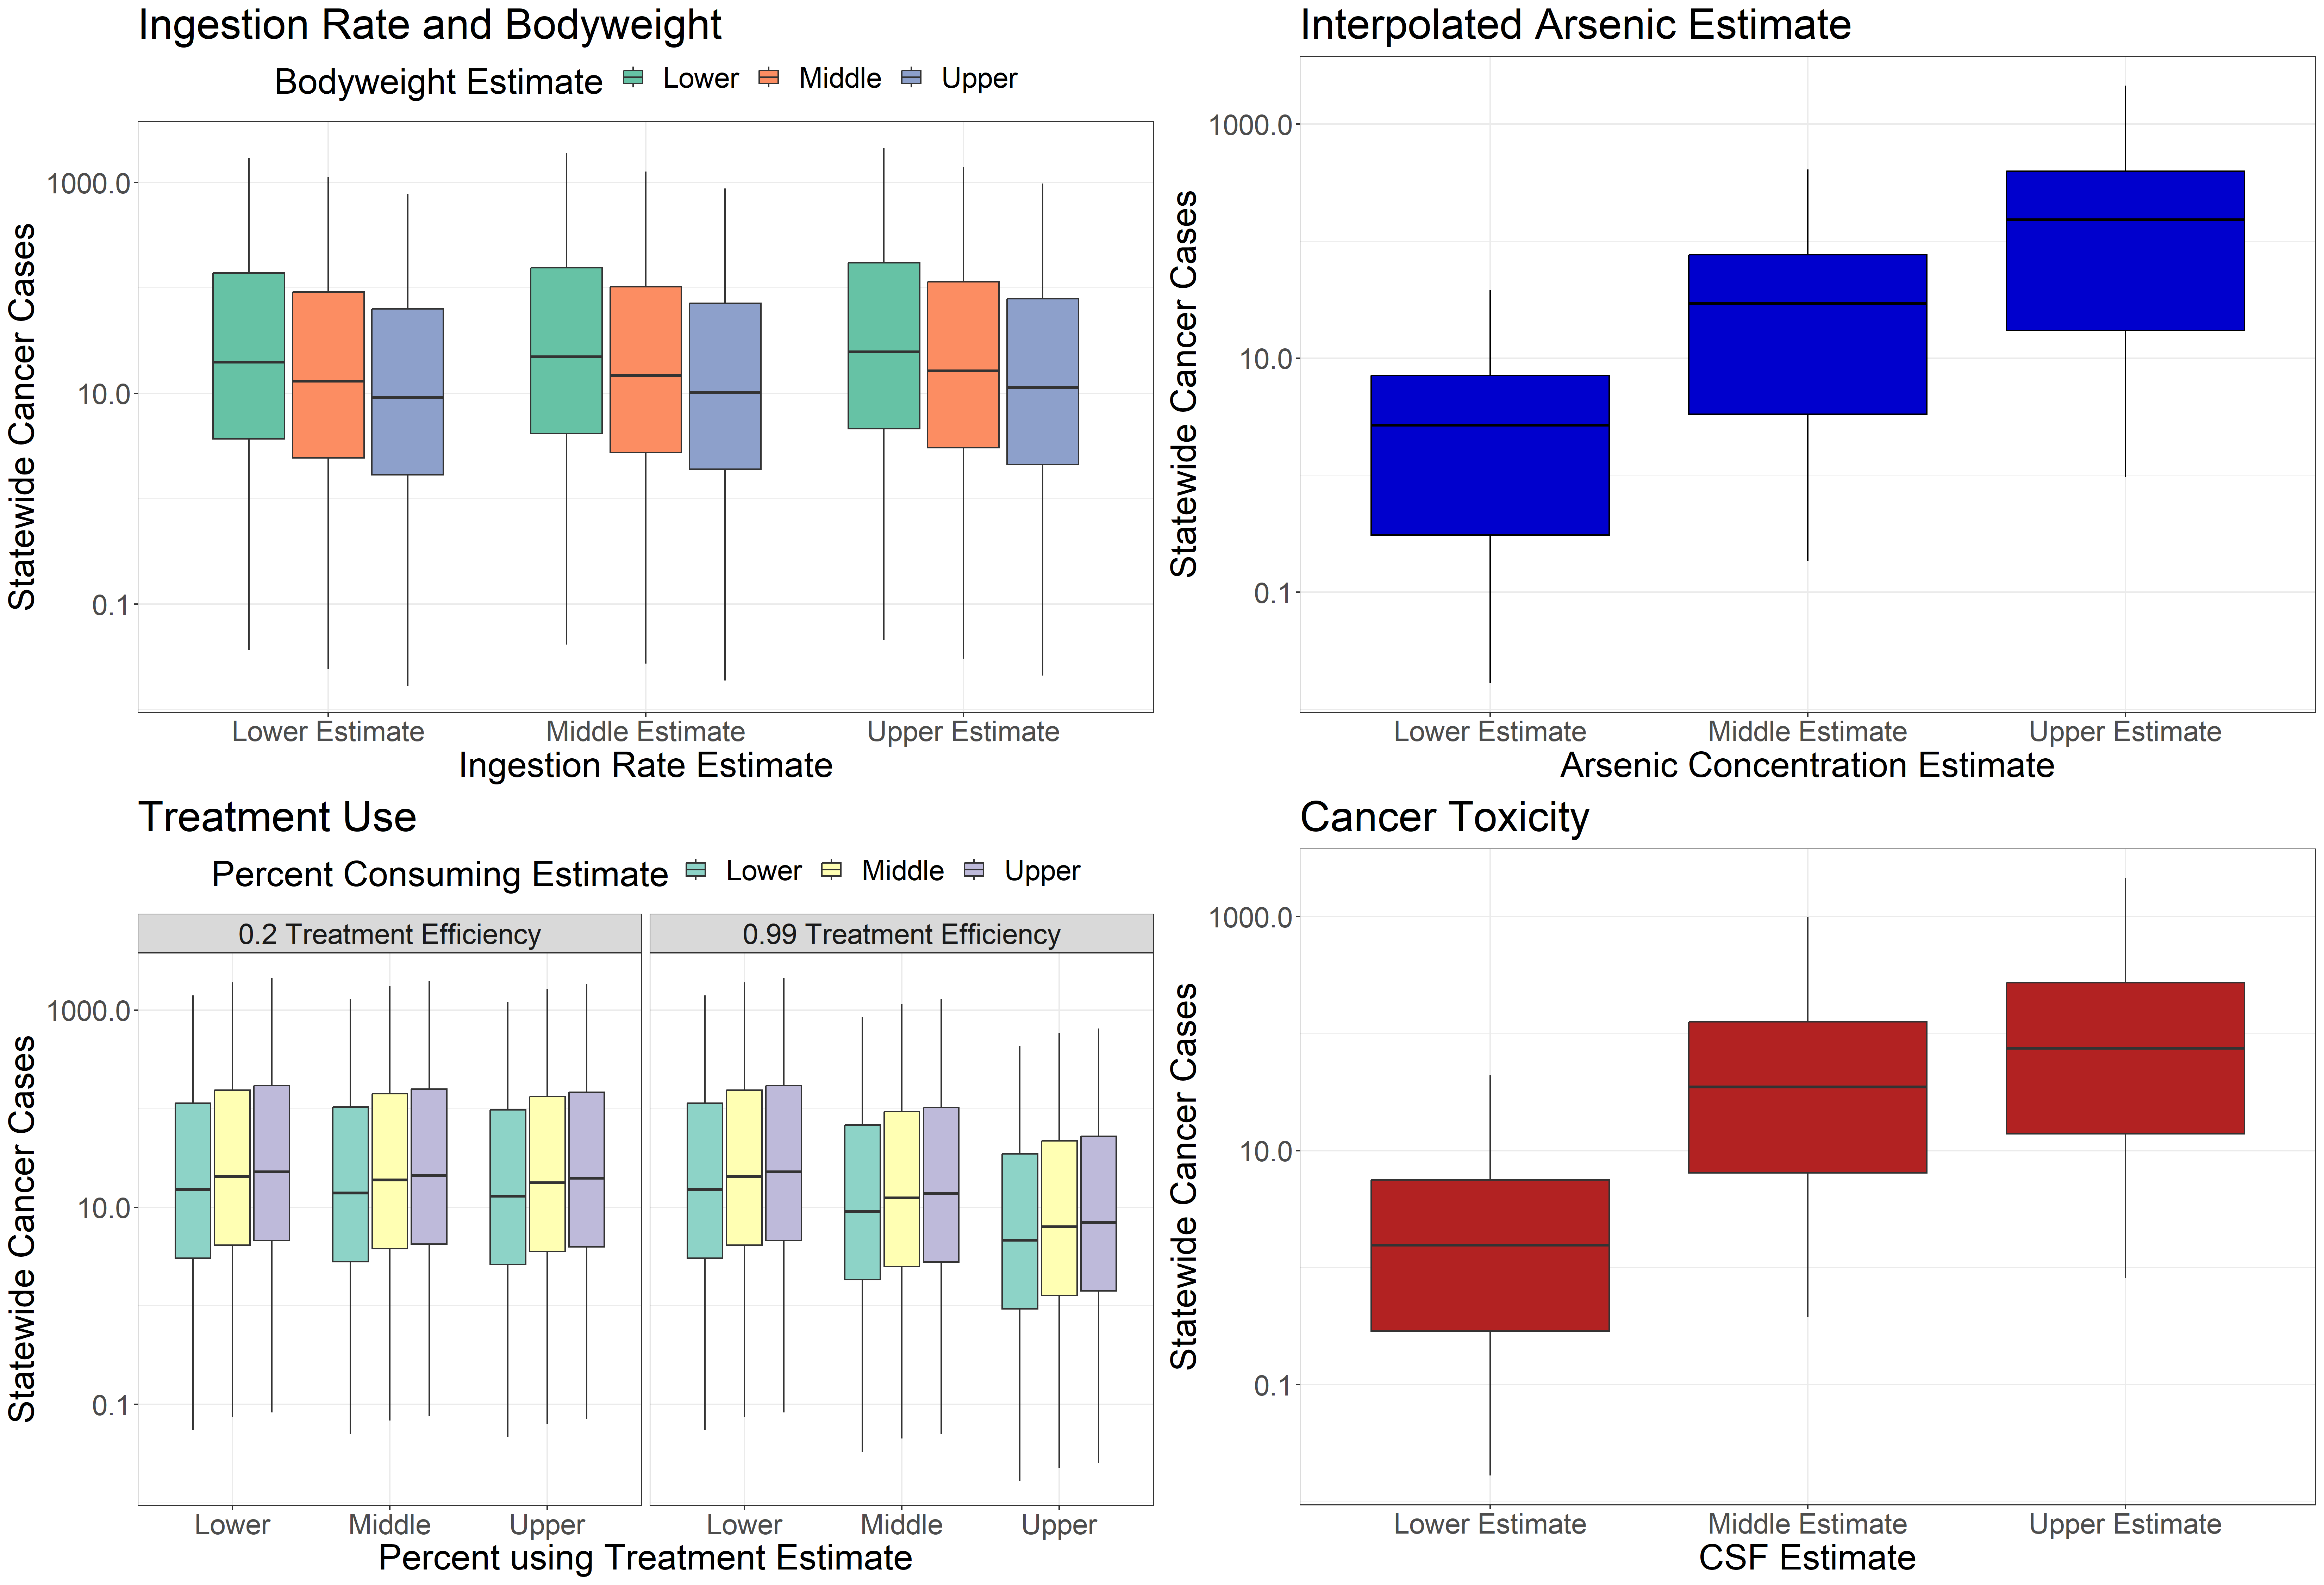 Ingestion Rate and Bodyweight
Bodyweight Estimate Lower Middle Upper
Statewide Cancer Cases
1000.0
10.0
0.1
Lower Estimate Middle Estimate Upper Estimate
Ingestion Rate Estimate
Interpolated Arsenic Estimate
Statewide Cancer Cases
1000.0
10.0
0.1
Lower Estimate Middle Estimate Upper Estimate
Arsenic Concentration Estimate
Treatment Use
Percent Consuming Estimate Lower Middle Upper
0.2 Treatment Efficiency 0.99 Treatment Efficiency
Statewide Cancer Cases
1000.0
10.0
0.1
Lower Middle Upper Lower Middle Upper
Percent using Treatment Estimate
Cancer Toxicity
Statewide Cancer Cases
1000.0
10.0
0.1
Lower Estimate Middle Estimate Upper Estimate
CSF Estimate